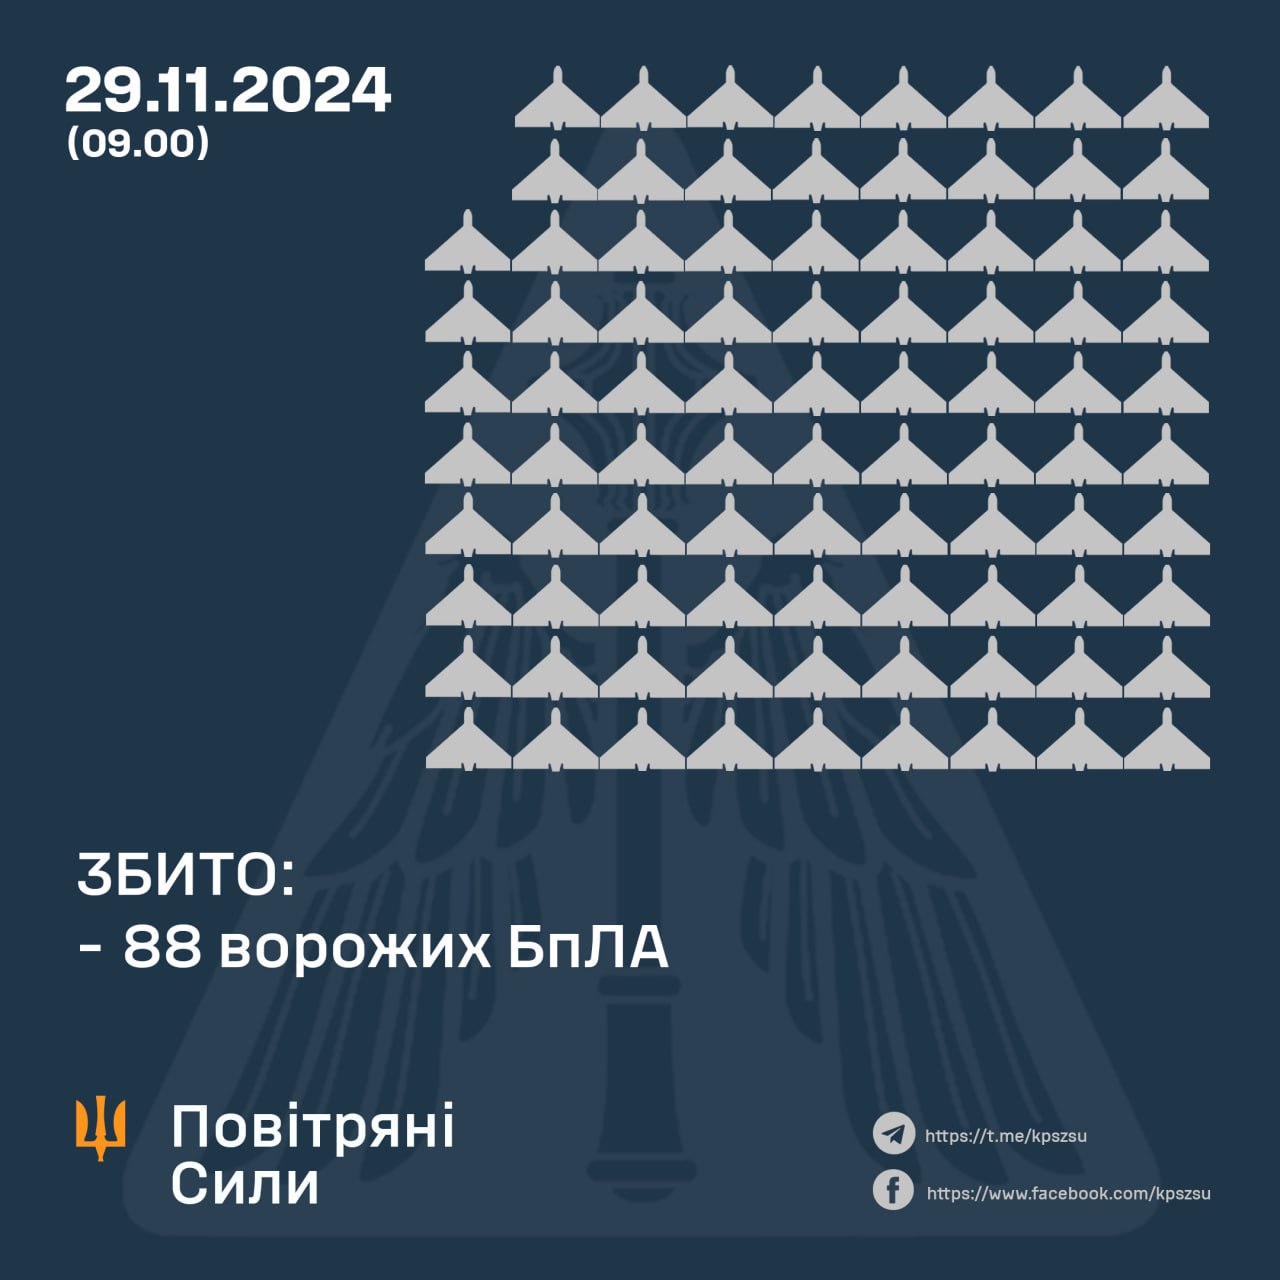 29.11.2024
(09.00)
ЗБИТО:
- 88 ворожих БпЛА
Повітряні
Сили
https://t.me/kpszsu
https://www.facebook.com/kpszsu